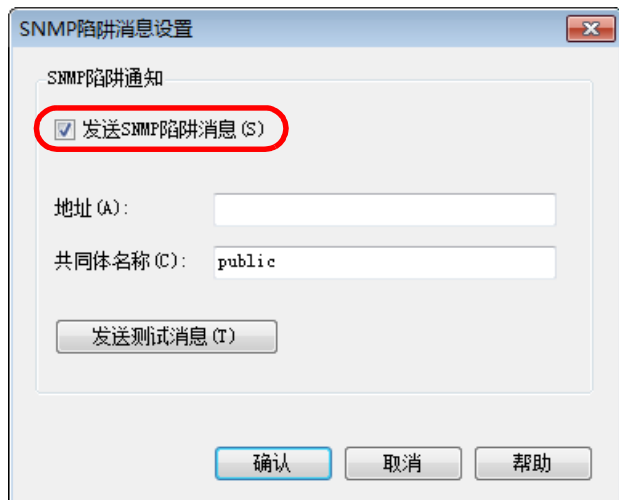 SNMP陷阱消息设置
SNMP陷阱通知
发送SNMP陷阱消息(S)
地址(A):
共同体名称(C): public
发送测试消息(T)
确认 取消 帮助